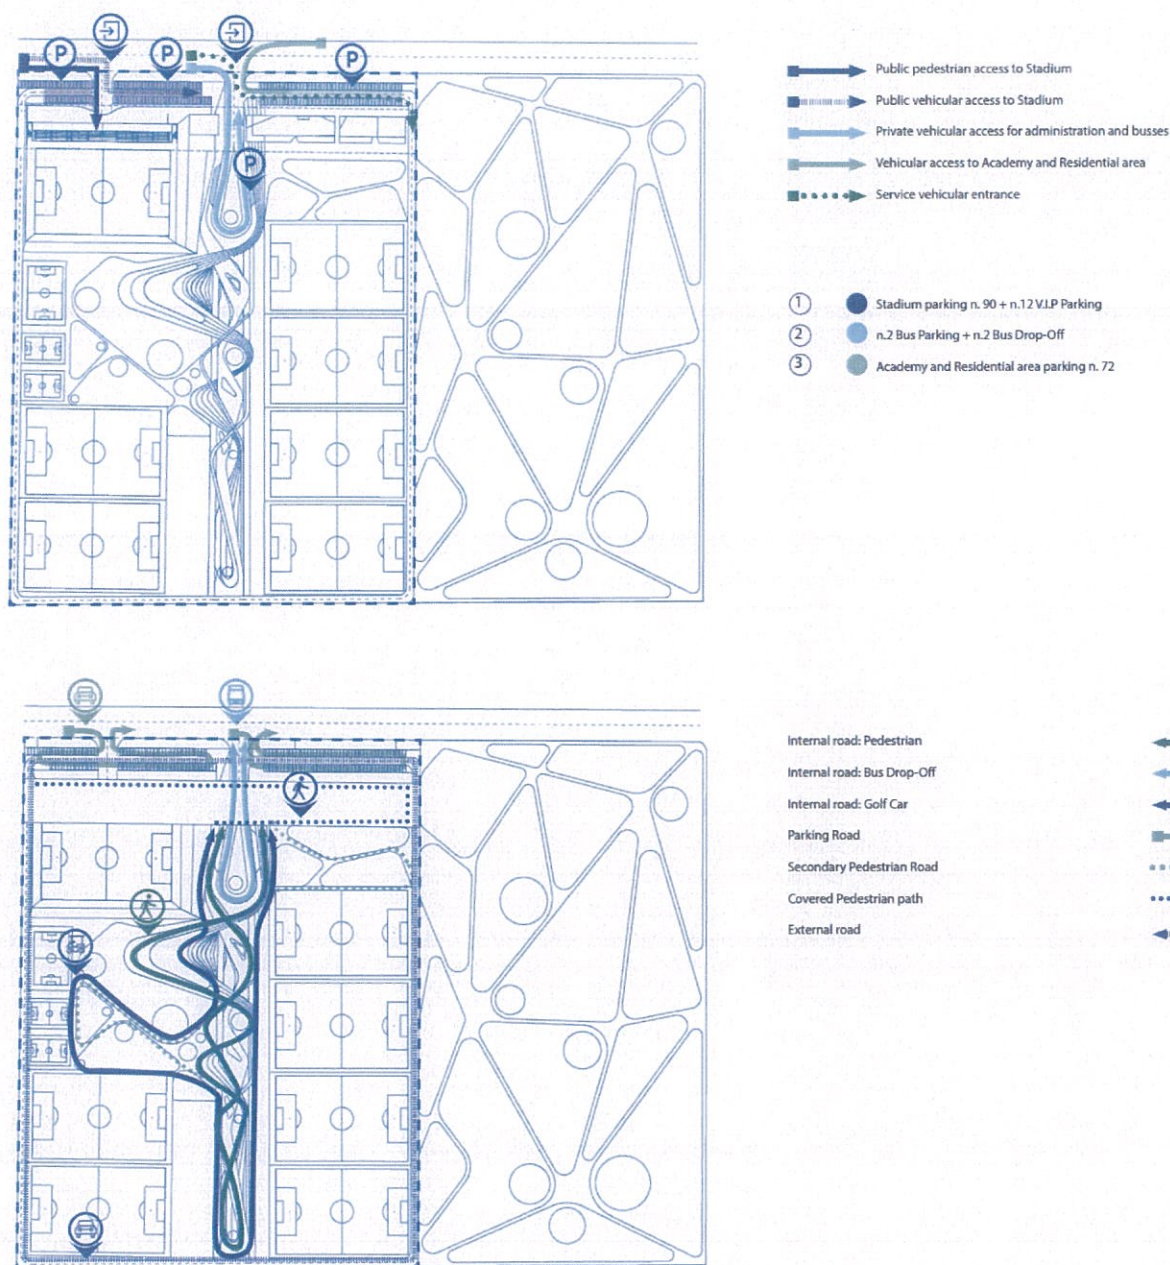 P
P
P
P
Public pedestrian access to Stadium
Public vehicular access to Stadium
Private vehicular access for administration and busses
Vehicular access to Academy and Residential area
Service vehicular entrance
1
Stadium parking n. 90 + n.12 V.I.P Parking
2
n.2 Bus Parking + n.2 Bus Drop-Off
3
Academy and Residential area parking n. 72
Internal road: Pedestrian
Internal road: Bus Drop-Off
Internal road: Golf Car
Parking Road
Secondary Pedestrian Road
Covered Pedestrian path
External road